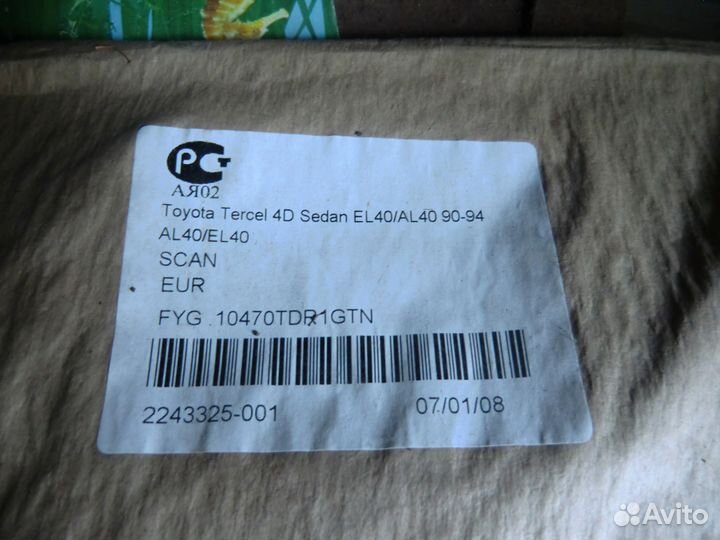 РСТ
АЯ02
Toyota Tercel 4D Sedan EL40/AL40 90-94
AL40/EL40
SCAN
EUR
FYG .10470TDR1GTN
2243325-001 07/01/08
Avito